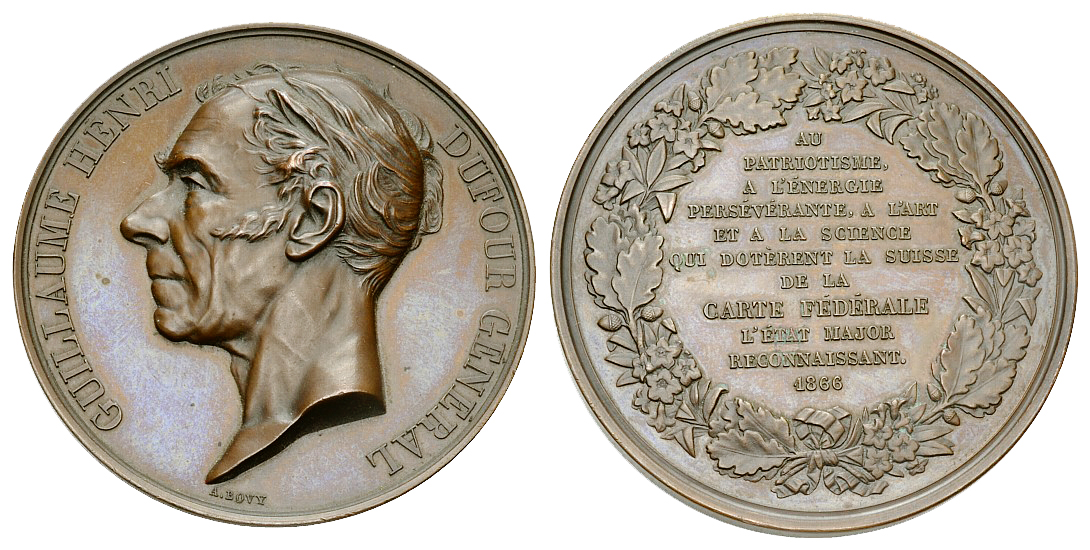 GUILLAUME HENRI DUFOUR GÉNÉRAL
A. BOVY
AU
PATRIOTISME,
A L'ÉNERGIE
PERSÉVÉRANTE, A L'ART
ET A LA SCIENCE
QUI DOTÈRENT LA SUISSE
DE LA
CARTE FÉDÉRALE
L'ÉTAT MAJOR
RECONNAISSANT.
1866